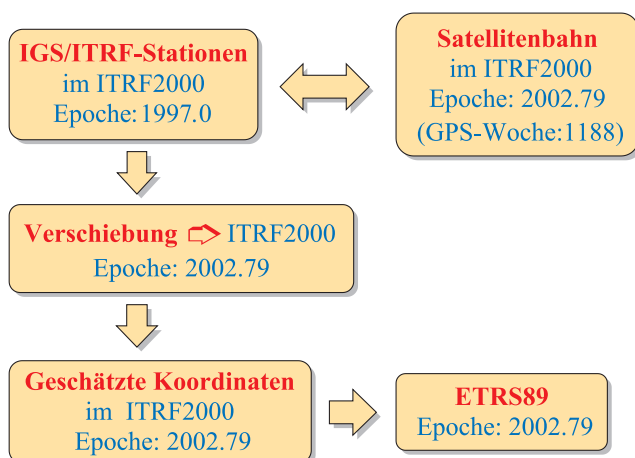 IGS/ITRF-Stationen
im ITRF2000
Epoche:1997.0
Satellitenbahn
im ITRF2000
Epoche: 2002.79
(GPS-Woche:1188)
Verschiebung ITRF2000
Epoche: 2002.79
Geschätzte Koordinaten
im ITRF2000
Epoche: 2002.79
ETRS89
Epoche: 2002.79